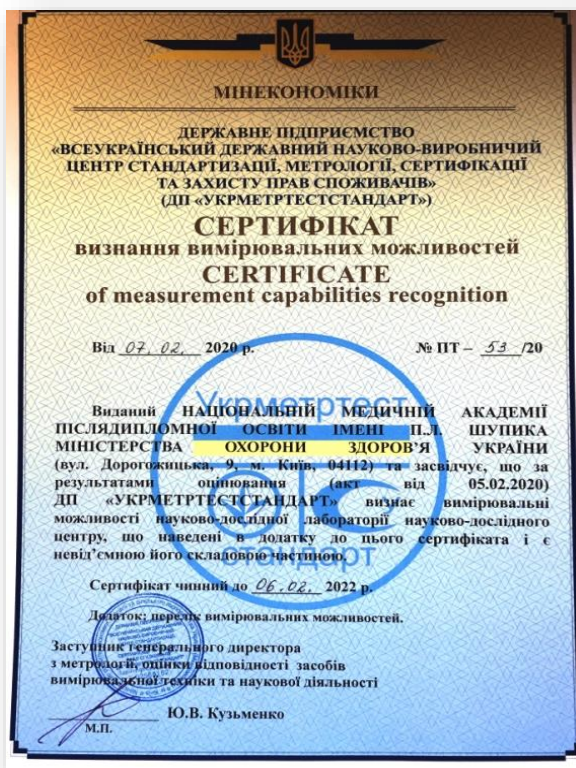 МІНЕКОНОМІКИ
ДЕРЖАВНЕ ПІДПРИЄМСТВО
«ВСЕУКРАЇНСЬКИЙ ДЕРЖАВНИЙ НАУКОВО-ВИРОБНИЧИЙ
ЦЕНТР СТАНДАРТИЗАЦІЇ, МЕТРОЛОГІЇ, СЕРТИФІКАЦІЇ
ТА ЗАХИСТУ ПРАВ СПОЖИВАЧІВ»
(ДП «УКРМЕТРТЕСТСТАНДАРТ»)
СЕРТИФІКАТ
визнання вимірювальних можливостей
CERTIFICATE
of measurement capabilities recognition
Від 07. 02. 2020 р. № ПТ – 53 /20
Укрметртест
Виданий НАЦІОНАЛЬНІЙ МЕДИЧНІЙ АКАДЕМІЇ
ПІСЛЯДИПЛОМНОЇ ОСВІТИ ІМЕНІ П.Л. ШУПИКА
МІНІСТЕРСТВА ОХОРОНИ ЗДОРОВ'Я УКРАЇНИ
(вул. Дорогожицька, 9, м. Київ, 04112) та засвідчує, що за
результатами оцінювання (акт від 05.02.2020)
ДП «УКРМЕТРТЕСТСТАНДАРТ» визнає вимірювальні
можливості науково-дослідної лабораторії науково-дослідного
центру, що наведені в додатку до цього сертифіката і є
невід'ємною його складовою частиною.
стандарт
Сертифікат чинний до 06.02. 2022 р.
Додаток: перелік вимірювальних можливостей.
Заступник генерального директора
з метрології, оцінки відповідності засобів
вимірювальної техніки та наукової діяльності
Ю.В. Кузьменко
М.П.